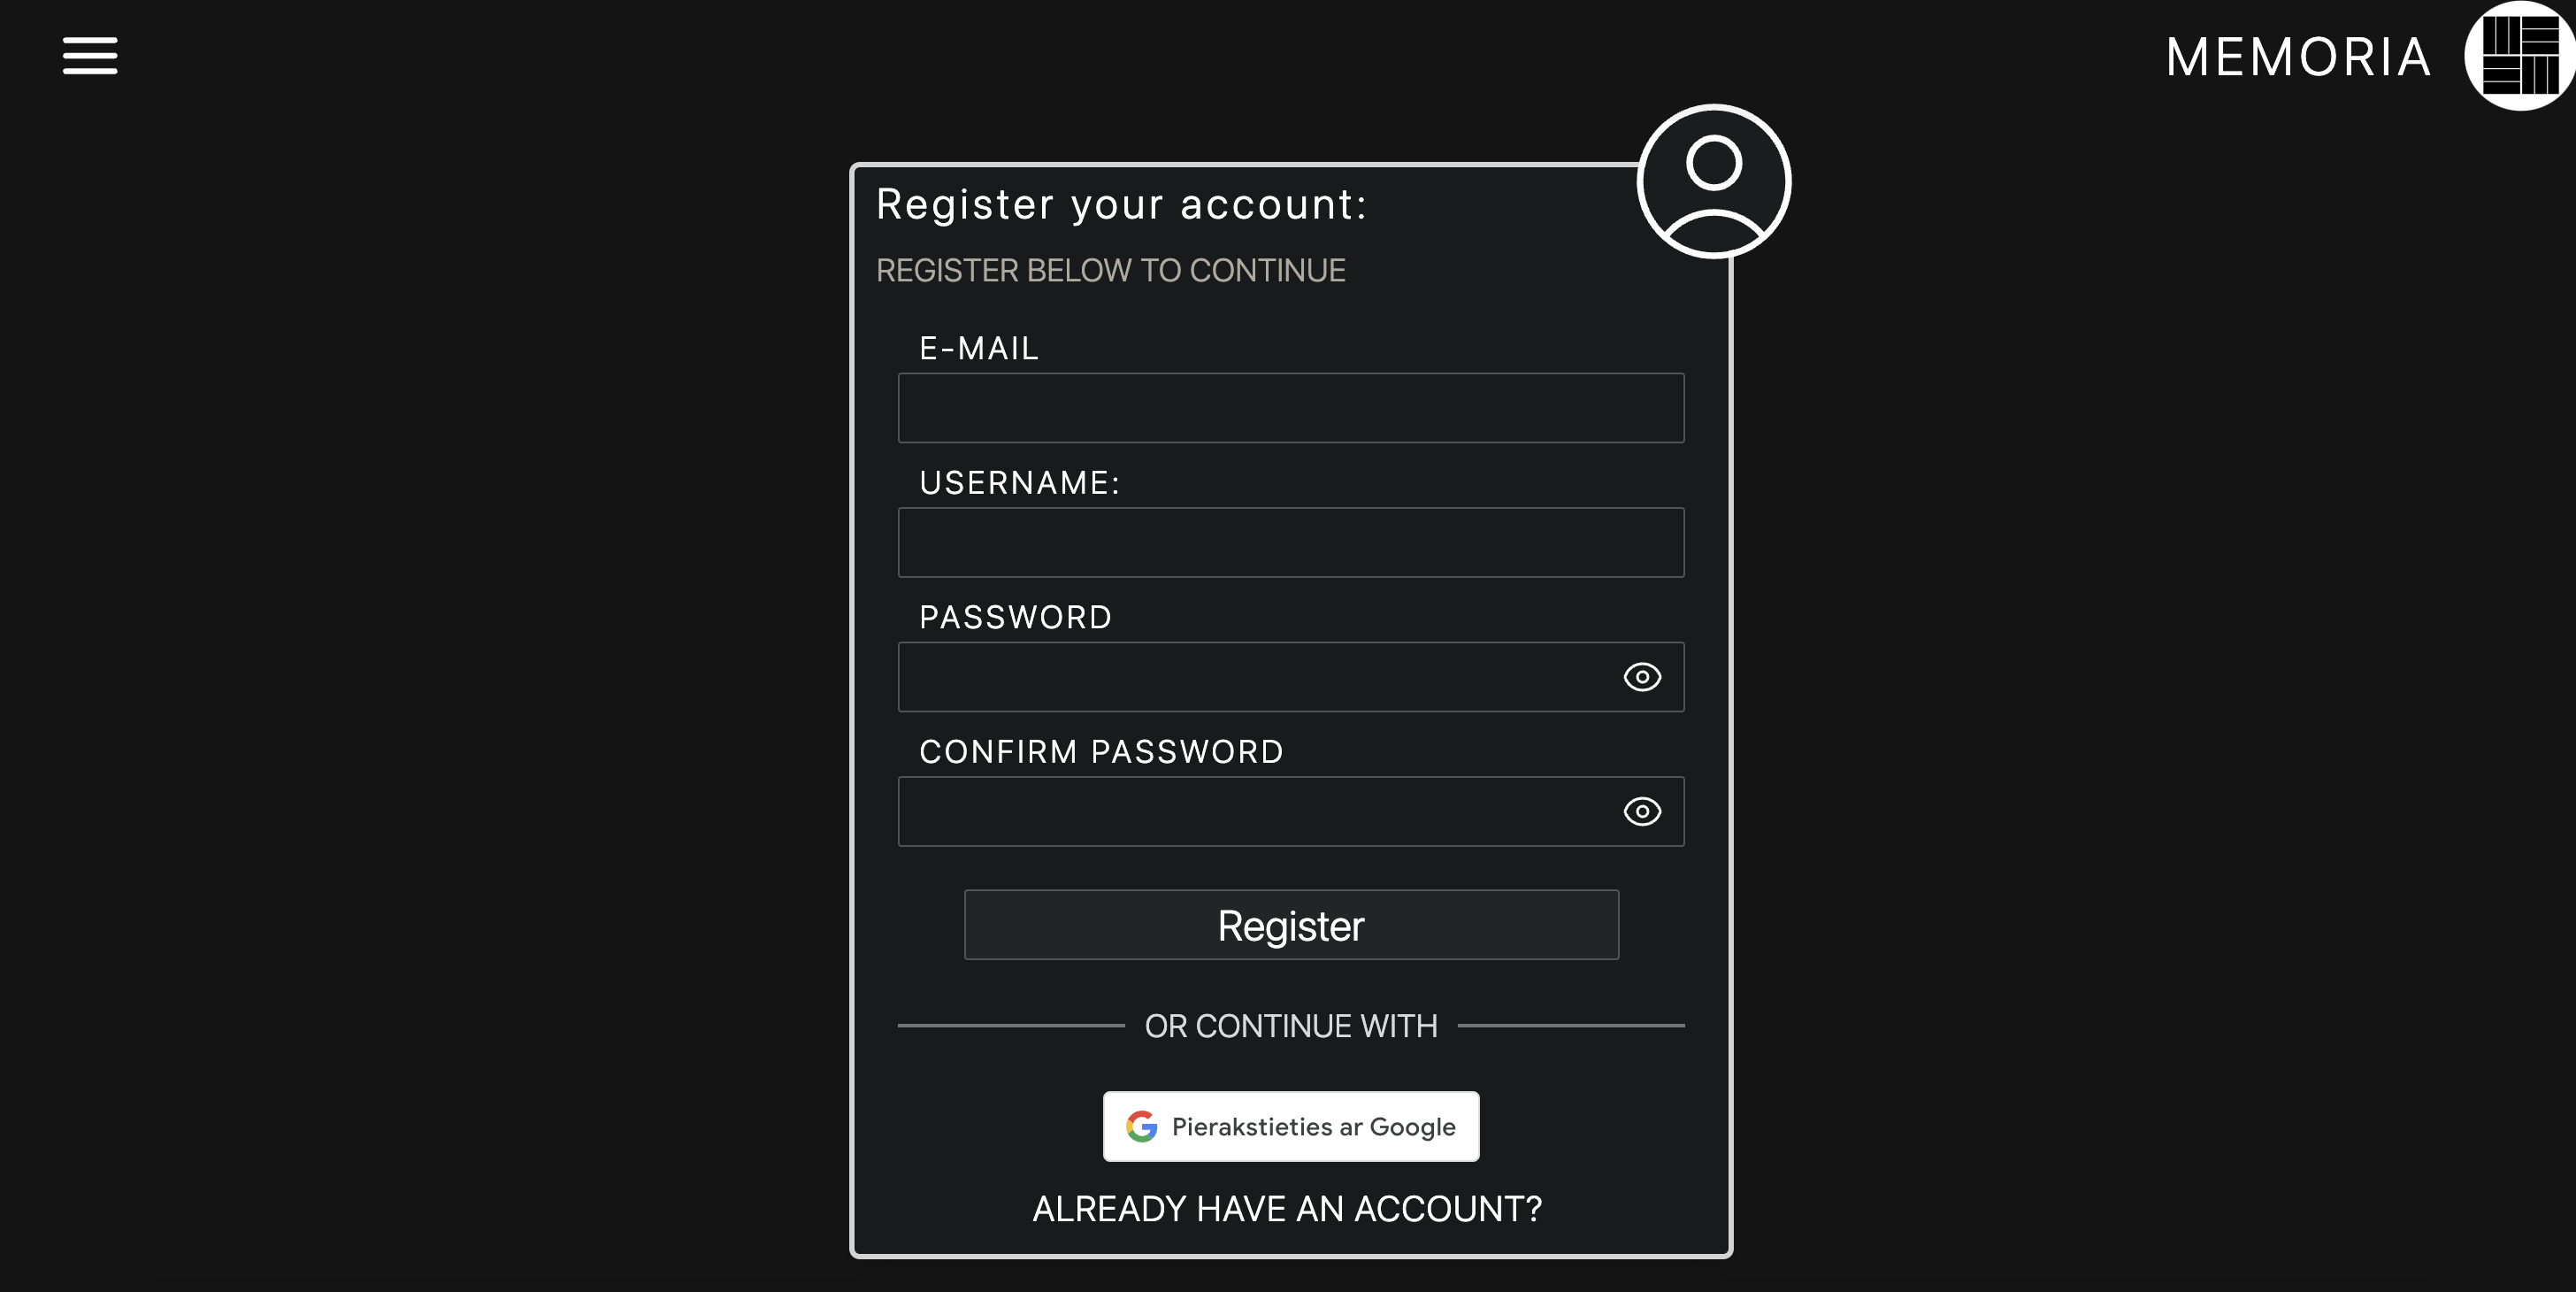 MEMORIA
Register your account:
REGISTER BELOW TO CONTINUE
E-MAIL
USERNAME:
PASSWORD
CONFIRM PASSWORD
Register
OR CONTINUE WITH
Pierakstieties ar Google
ALREADY HAVE AN ACCOUNT?